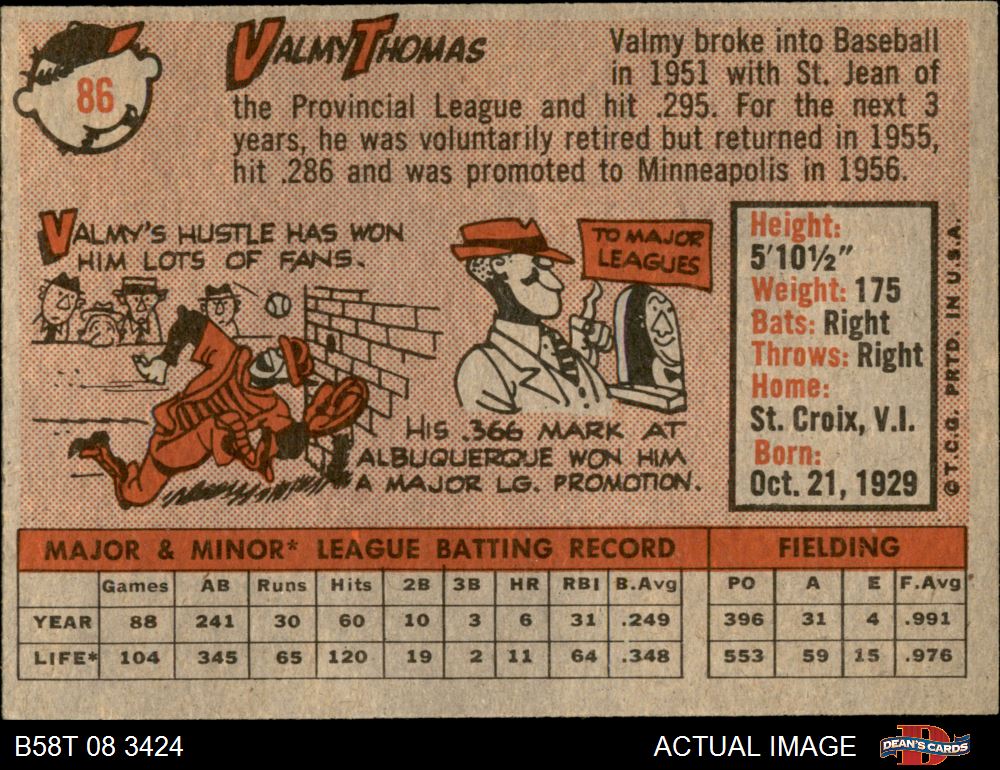 86
VALMY THOMAS
Valmy broke into Baseball
in 1951 with St. Jean of
the Provincial League and hit .295. For the next 3
years, he was voluntarily retired but returned in 1955,
hit .286 and was promoted to Minneapolis in 1956.
VALMY'S HUSTLE HAS WON
HIM LOTS OF FANS.
TO MAJOR
LEAGUES
HIS .366 MARK AT
ALBUQUERQUE WON HIM
A MAJOR LG. PROMOTION.
Height:
5'10½"
Weight: 175
Bats: Right
Throws: Right
Home:
St. Croix, V.I.
Born:
Oct. 21, 1929
© T.C.G. PRTD. IN U.S.A.
MAJOR & MINOR* LEAGUE BATTING RECORD FIELDING
Games AB Runs Hits 2B 3B HR RBI B.Avg PO A E F.Avg
YEAR 88 241 30 60 10 3 6 31 .249 396 31 4 .991
LIFE* 104 345 65 120 19 2 11 64 .348 553 59 15 .976
B58T 08 3424 ACTUAL IMAGE DEAN'S CARDS